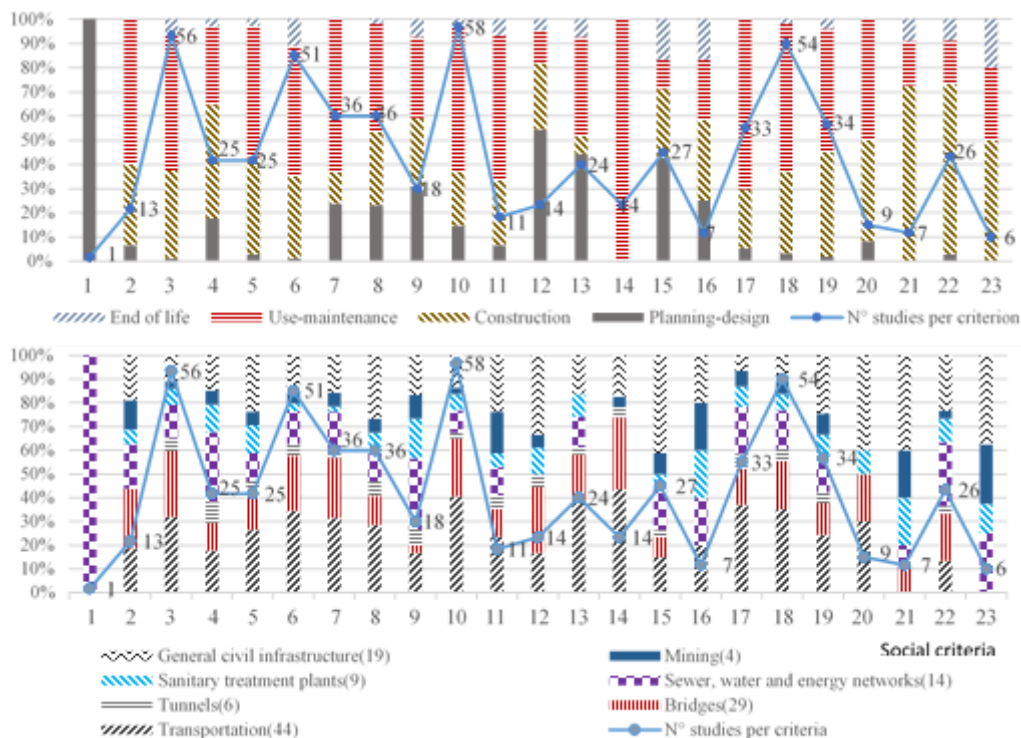 100%
90%
80%
70%
60%
50%
40%
30%
20%
10%
0%
1 13 56 25 25 51 36 36 18 58 11 14 24 4 27 7 33 54 34 9 7 26 6
1 2 3 4 5 6 7 8 9 10 11 12 13 14 15 16 17 18 19 20 21 22 23
End of life Use-maintenance Construction Planning-design N° studies per criterion
100%
90%
80%
70%
60%
50%
40%
30%
20%
10%
0%
1 13 56 25 25 51 36 36 18 58 11 14 24 14 27 7 33 54 34 9 7 26 6
1 2 3 4 5 6 7 8 9 10 11 12 13 14 15 16 17 18 19 20 21 22 23
Social criteria
General civil infrastructure(19) Mining(4)
Sanitary treatment plants(9) Sewer, water and energy networks(14)
Tunnels(6) Bridges(29)
Transportation(44) N° studies per criteria